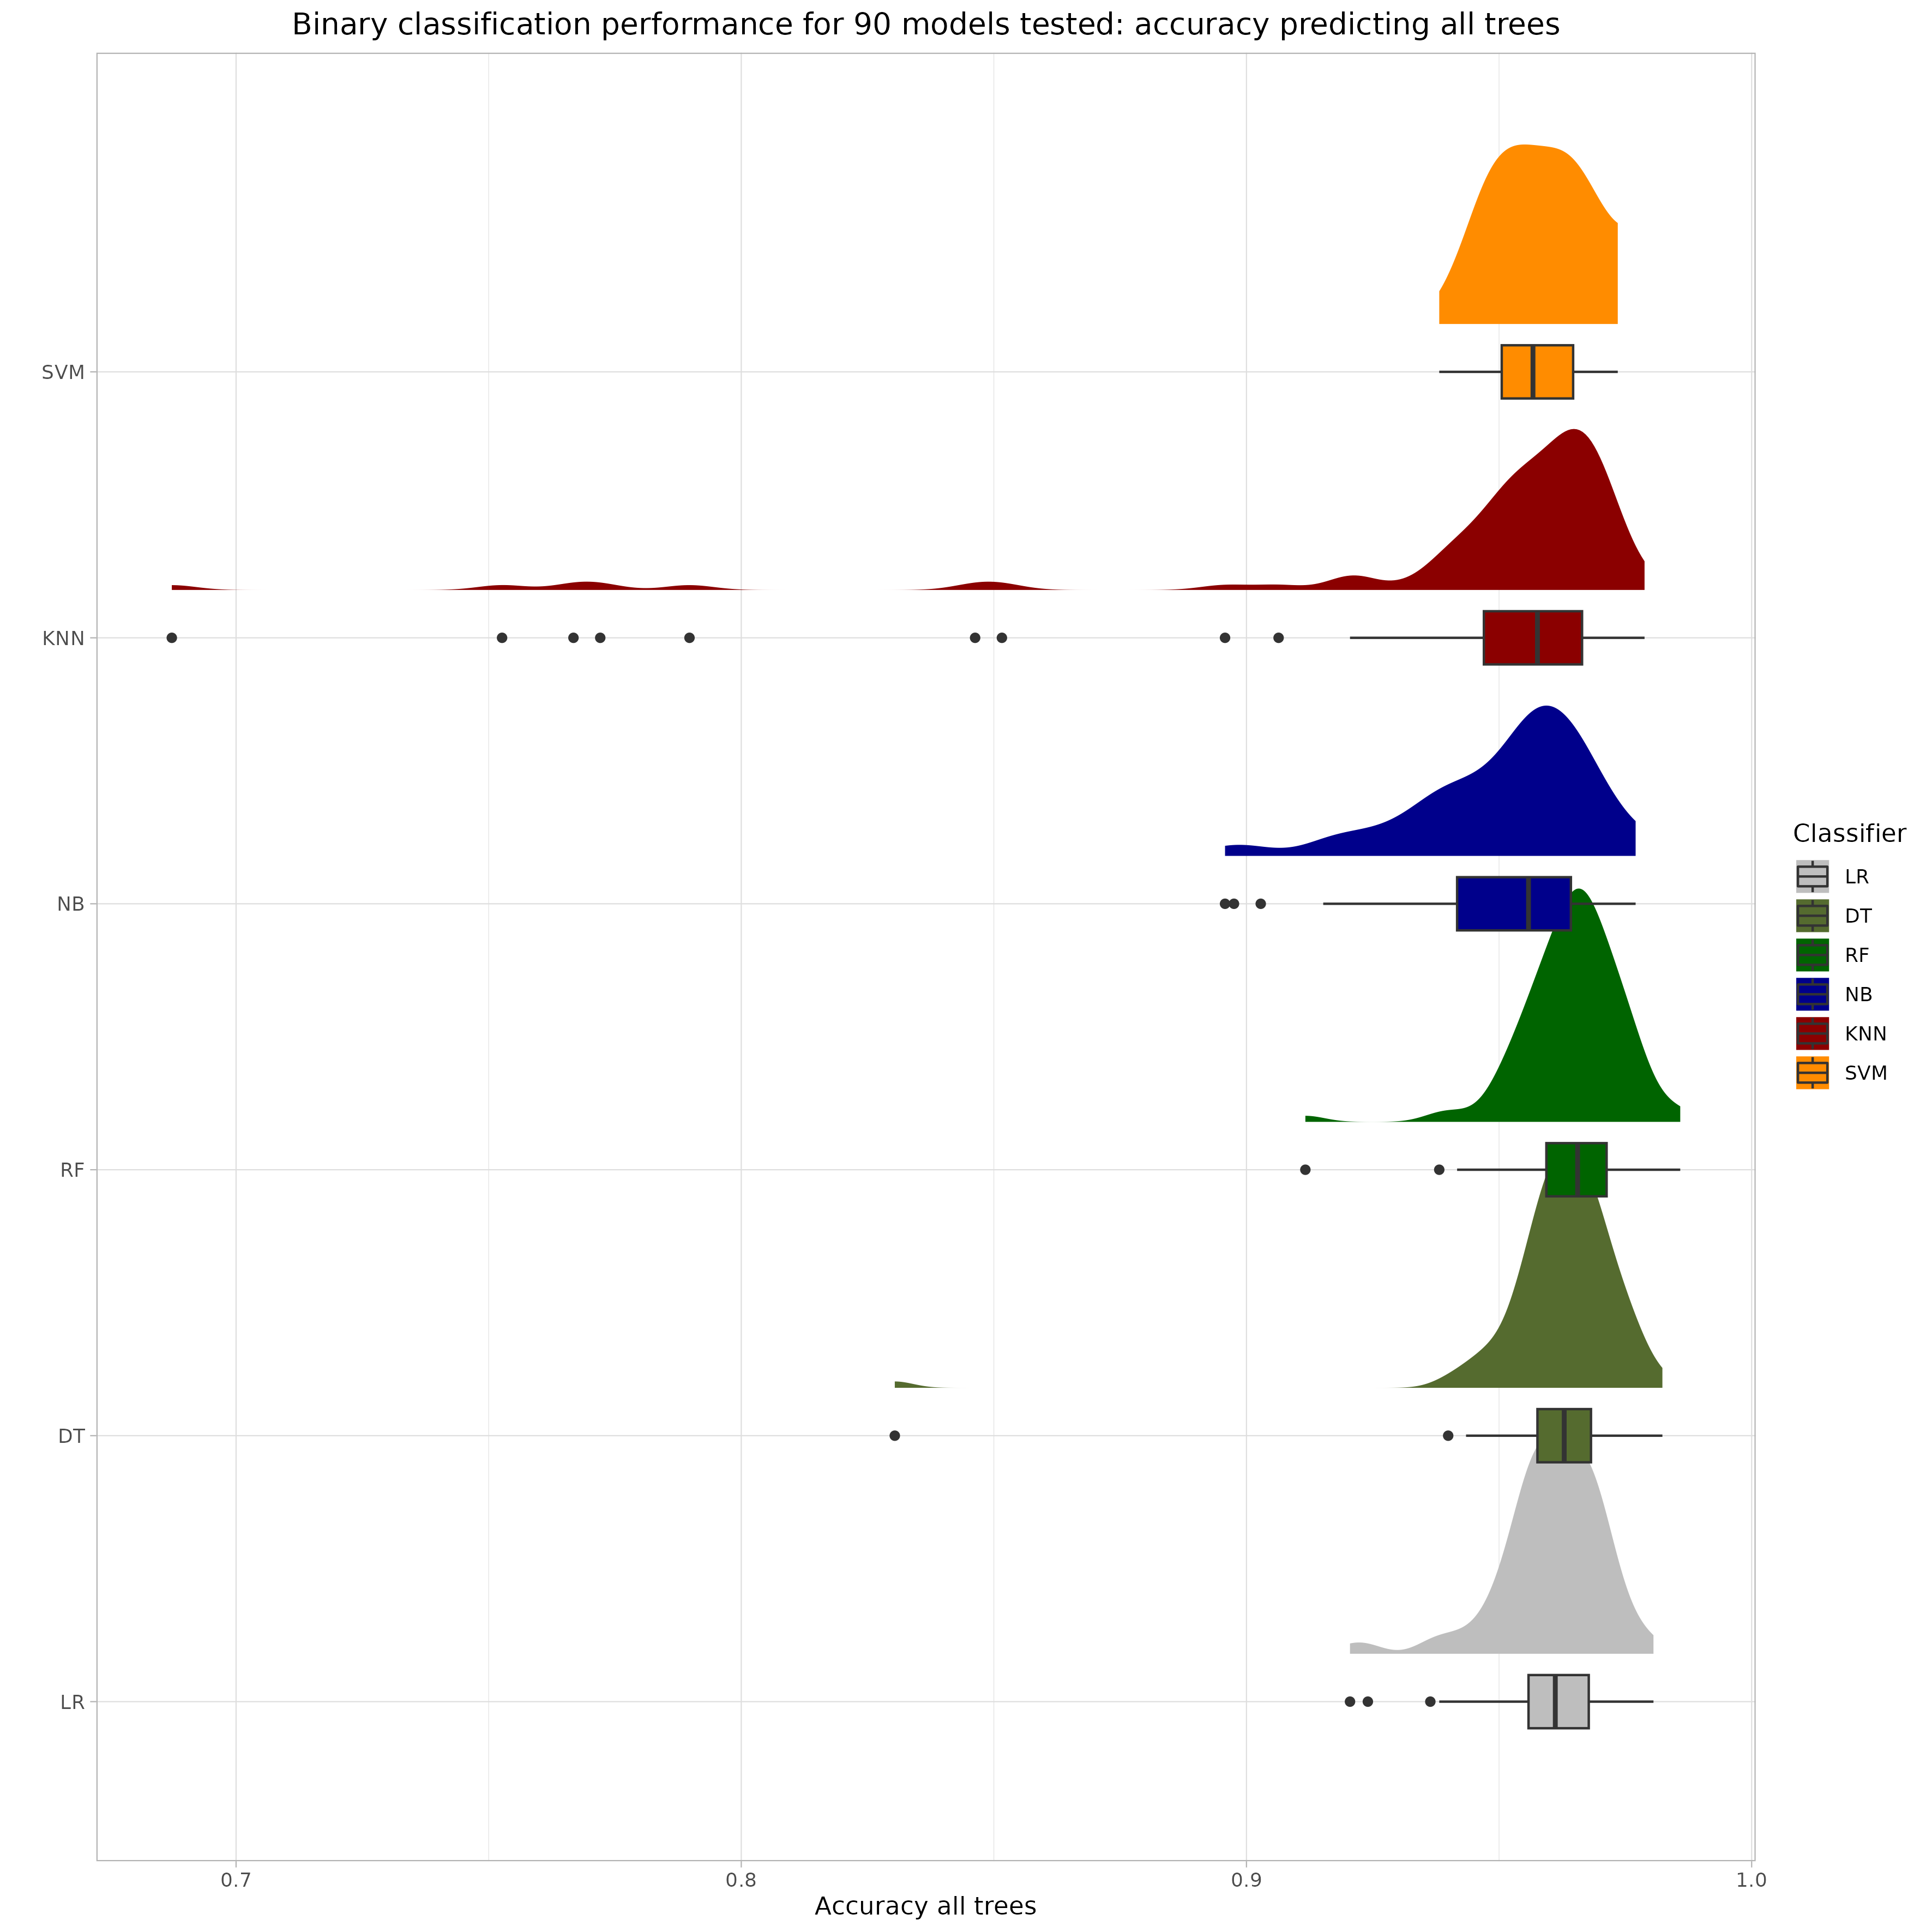 Binary classification performance for 90 models tested: accuracy predicting all trees
SVM
KNN
NB
RF
DT
LR
0.7 0.8 0.9 1.0
Accuracy all trees
Classifier
LR
DT
RF
NB
KNN
SVM